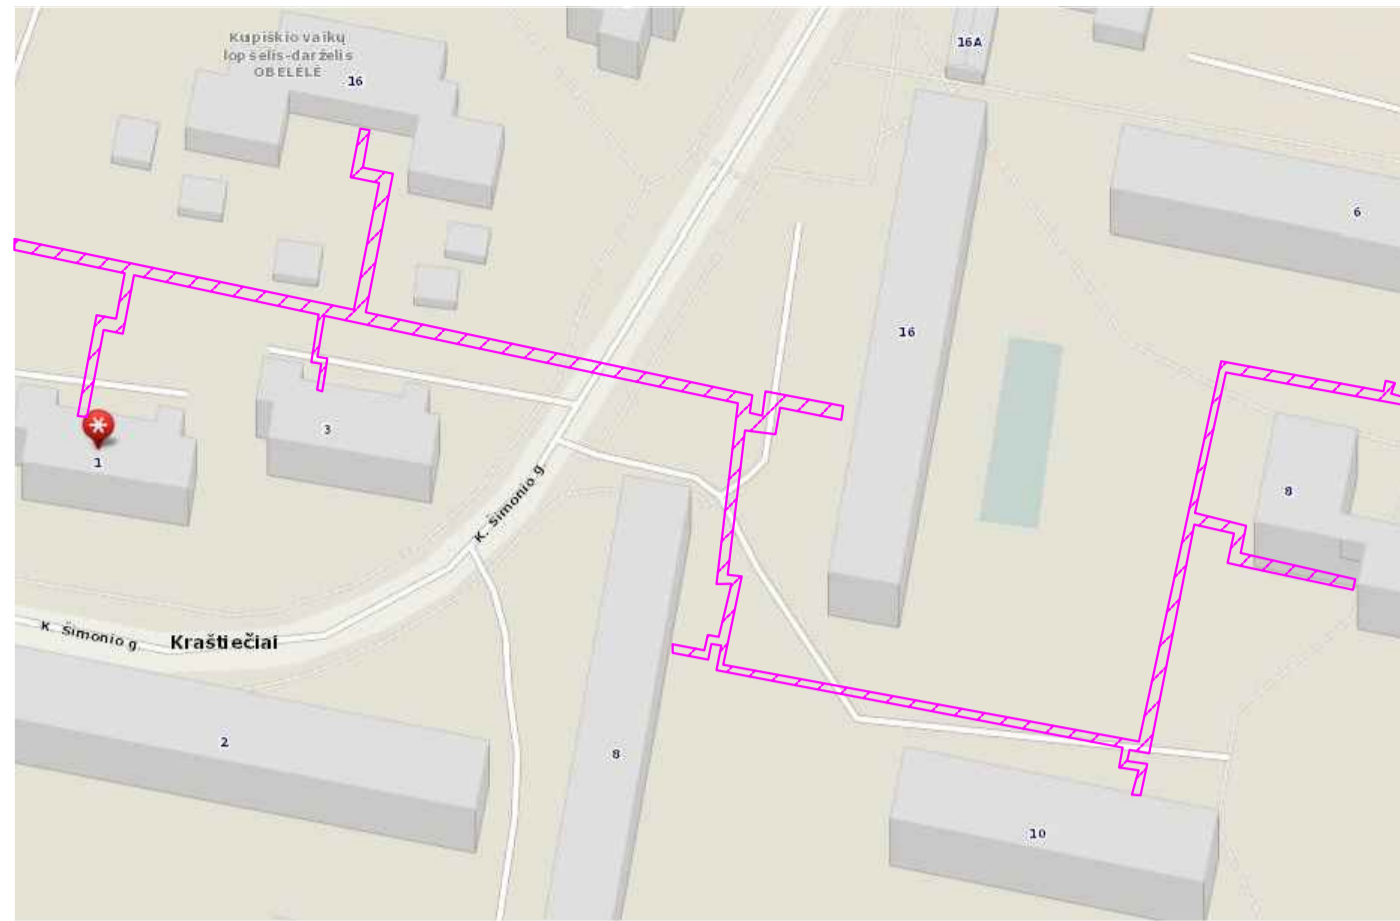 Kupiškio vaikų
lopšelis-darželis
OBELĖLĖ
16
16A
6
16
3
1
8
K. Šimonio g.
K. Šimonio g.
Kraštiečiai
2
8
10